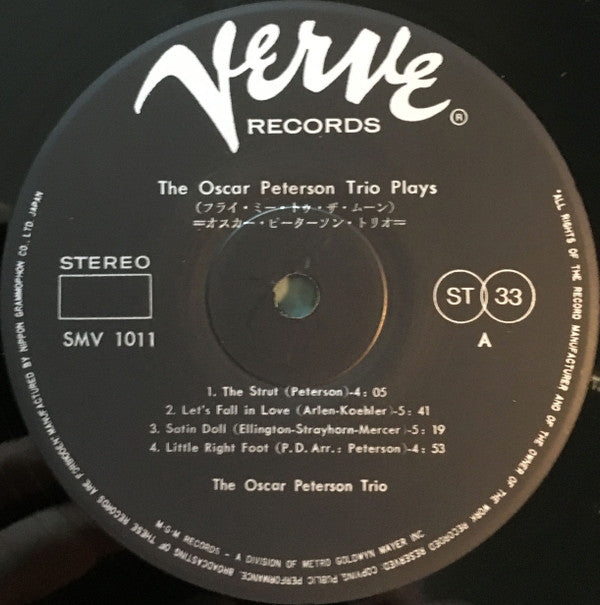 Verve
RECORDS ®
The Oscar Peterson Trio Plays
(フライ・ミー・トゥ・ザ・ムーン)
=オスカー・ピーターソン・トリオ=
STEREO
SMV 1011
ST 33
A
1. The Strut (Peterson)-4: 05
2. Let's Fall in Love (Arlen-Koehler)-5: 41
3. Satin Doll (Ellington-Strayhorn-Mercer)-5: 19
4. Little Right Foot (P.D. Arr.: Peterson)-4: 53
The Oscar Peterson Trio
M-G-M RECORDS - A DIVISION OF METRO GOLDWYN MAYER INC
"ALL RIGHTS OF THE RECORD MANUFACTURER AND OF THE OWNER OF THE WORK RECORDED RESERVED. COPYING, PUBLIC PERFORMANCE, BROADCASTING OF THESE RECORDS ARE FORBIDDEN" MANUFACTURED BY NIPPON GRAMMOPHON CO., LTD. JAPAN